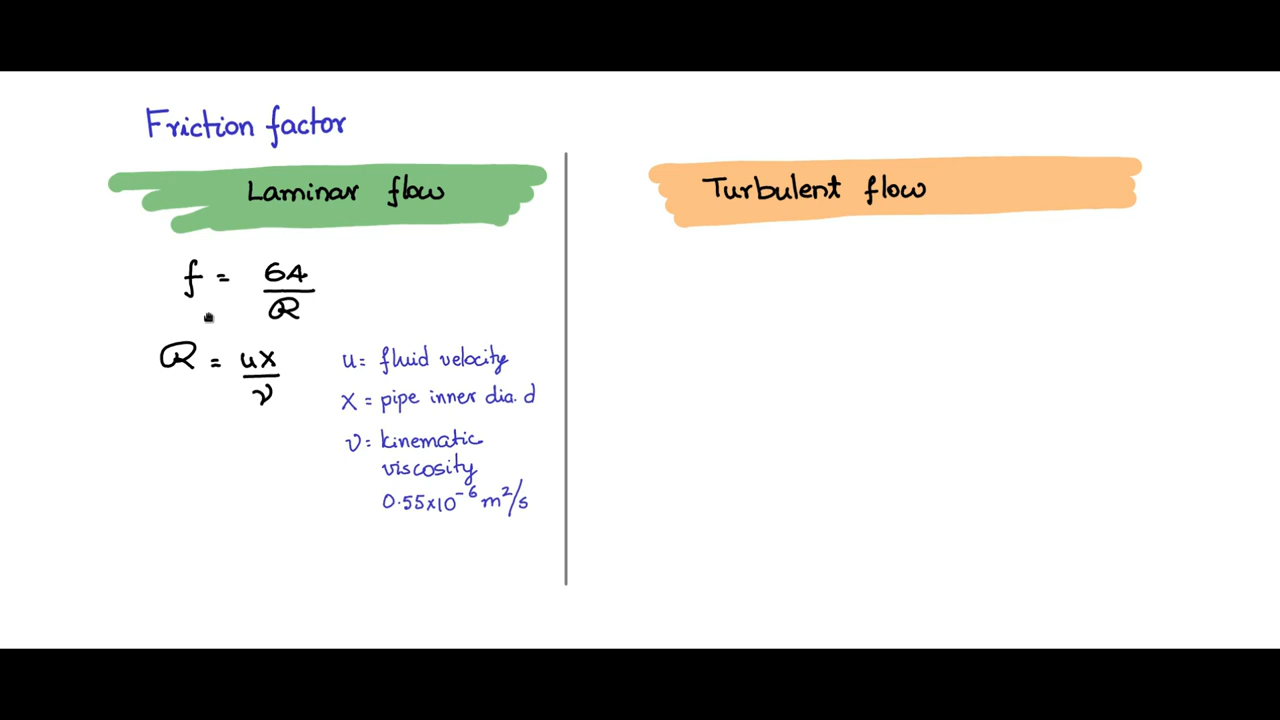 Friction factor
Laminar flow
f = 64
R
R = ux
ν
u = fluid velocity
x = pipe inner dia. d
ν = kinematic
viscosity
0.55x10⁻⁶ m²/s
Turbulent flow